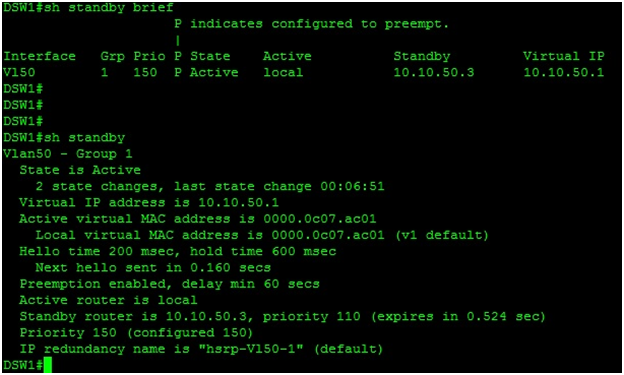 DSW1#sh standby brief
                     P indicates configured to preempt.
                     |
Interface   Grp Prio P State    Active          Standby         Virtual IP
Vl50        1   150  P Active   local           10.10.50.3      10.10.50.1
DSW1#
DSW1#
DSW1#
DSW1#sh standby
Vlan50 - Group 1
  State is Active
    2 state changes, last state change 00:06:51
  Virtual IP address is 10.10.50.1
  Active virtual MAC address is 0000.0c07.ac01
    Local virtual MAC address is 0000.0c07.ac01 (v1 default)
  Hello time 200 msec, hold time 600 msec
    Next hello sent in 0.160 secs
  Preemption enabled, delay min 60 secs
  Active router is local
  Standby router is 10.10.50.3, priority 110 (expires in 0.524 sec)
  Priority 150 (configured 150)
  IP redundancy name is "hsrp-Vl50-1" (default)
DSW1#